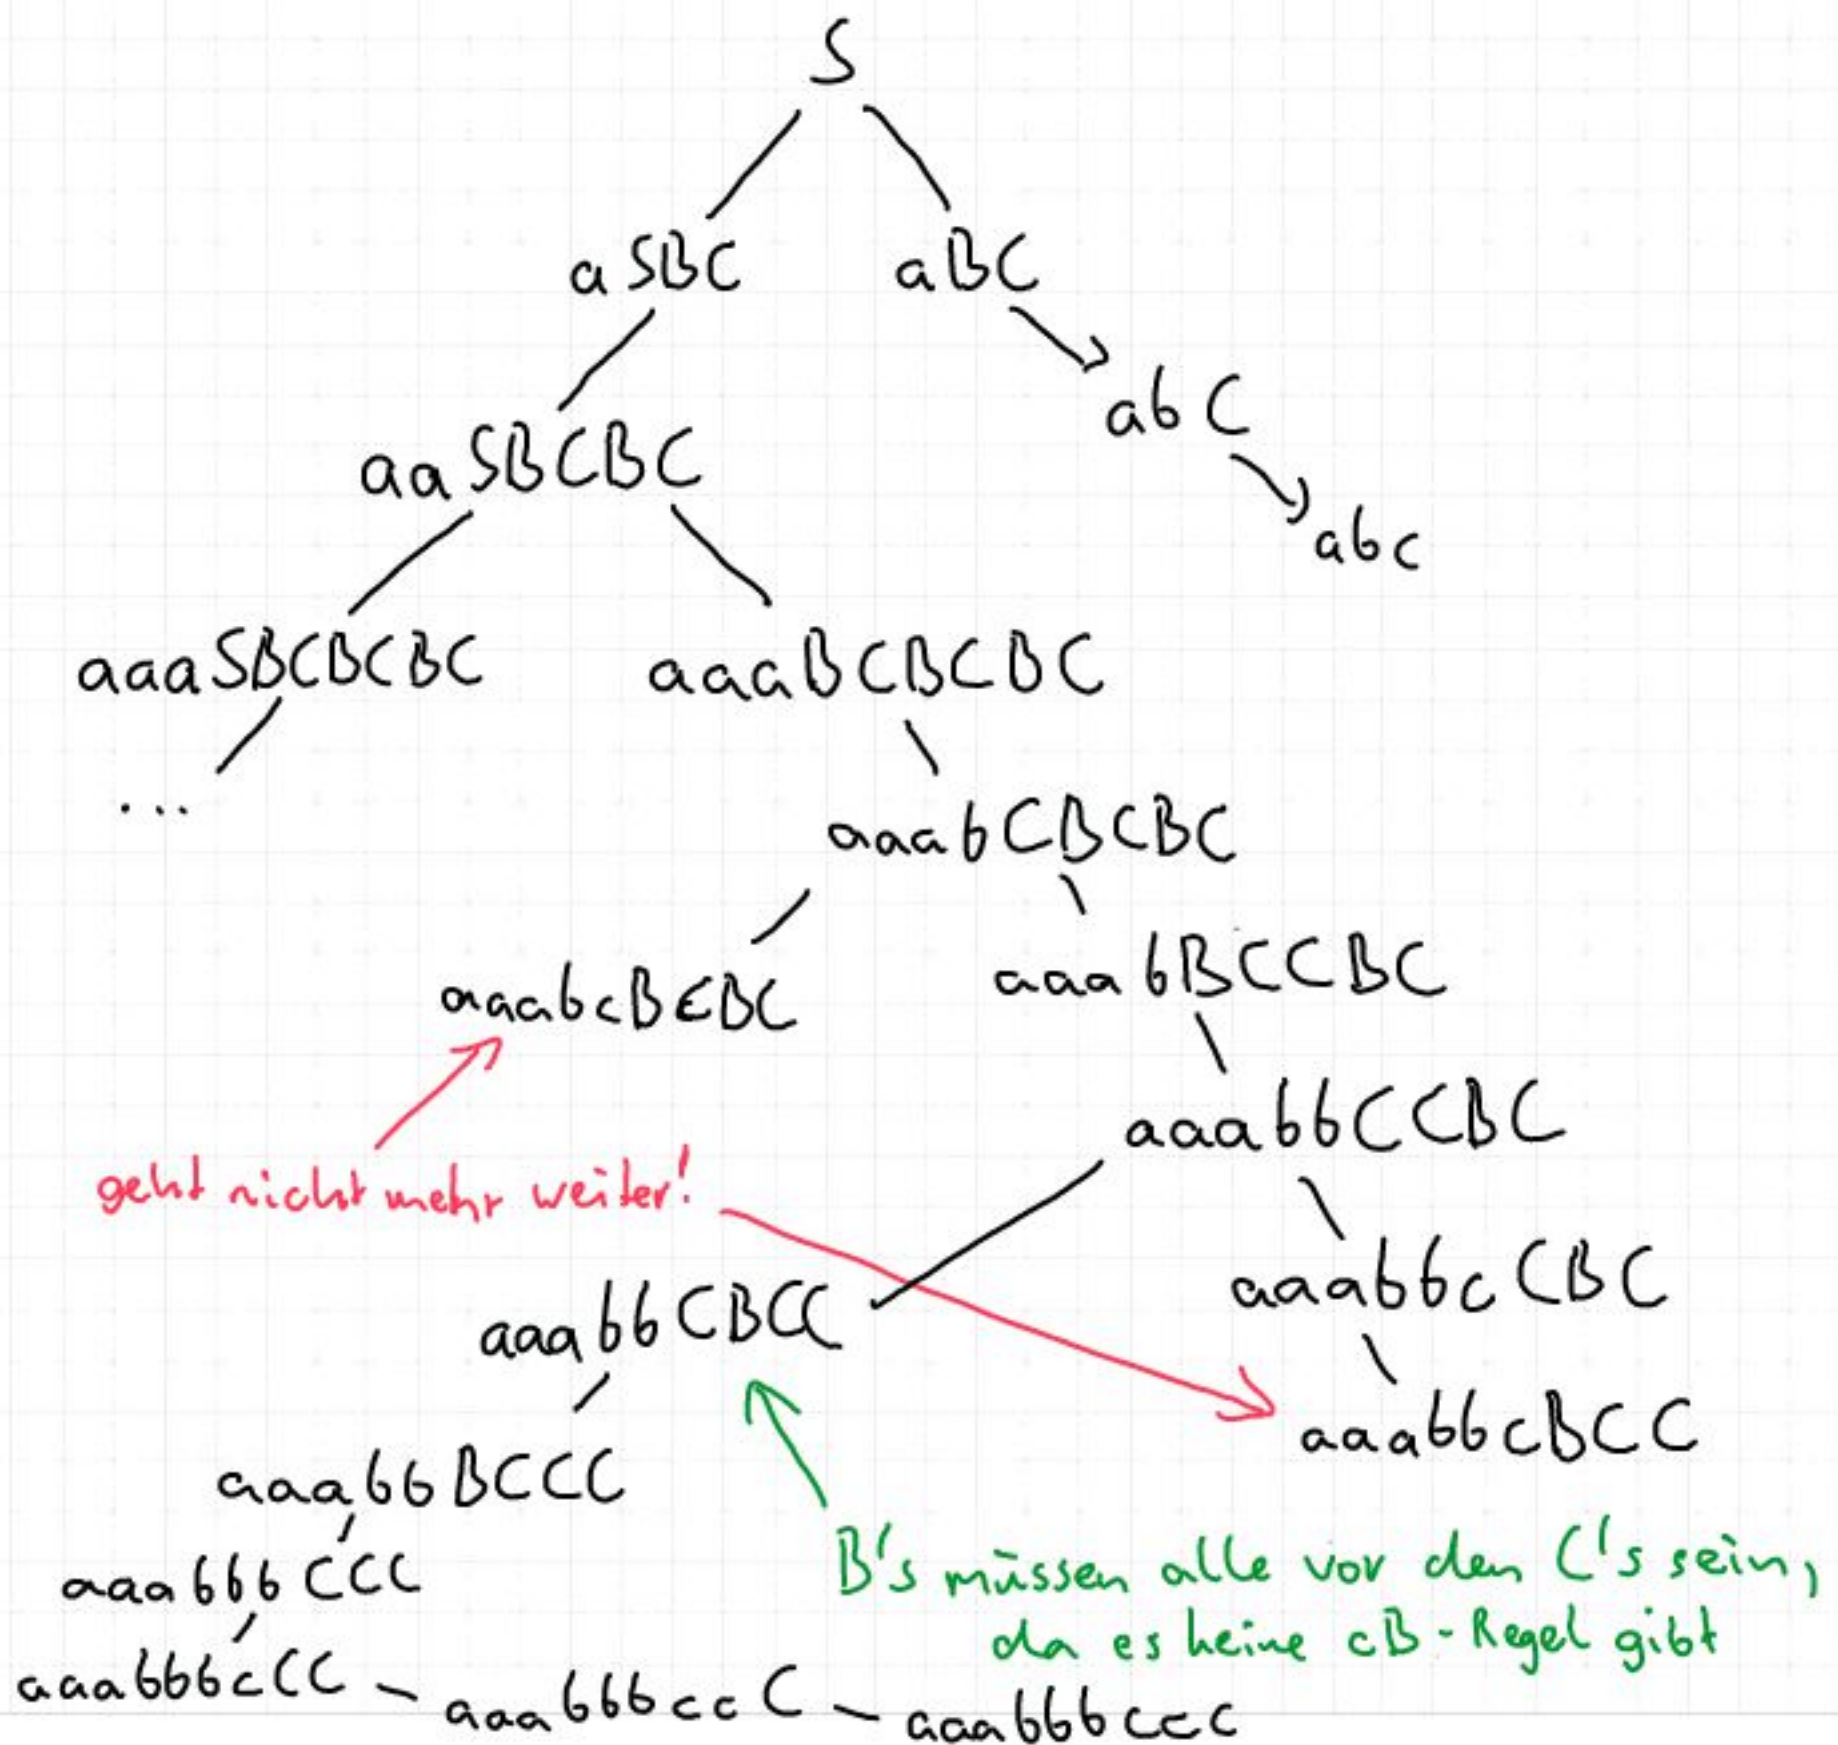 S
aSBC aBC
abC
aaSBCBC
abc
aaaSBCBCBC aaaBCBCBC
...
aaabCBCBC
aaabcBCBC aaabBCCBC
aaabbCCBC
geht nicht mehr weiter!
aaabbcCBC
aaabbCBCC
aaabbcBCC
aaabbBCCC
B's müssen alle vor den C's sein,
aaabbbCCC
da es keine cB-Regel gibt
aaabbbcCC - aaabbbccC - aaabbbccc